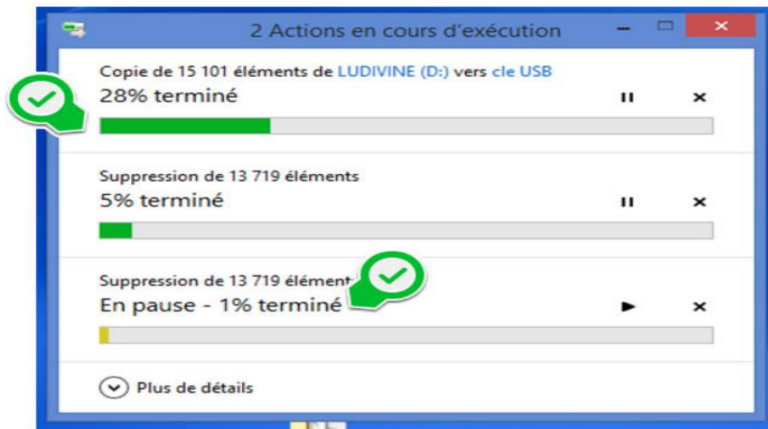 2 Actions en cours d'exécution
Copie de 15 101 éléments de LUDIVINE (D:) vers cle USB
28% terminé
Suppression de 13 719 éléments
5% terminé
Suppression de 13 719 élément
En pause - 1% terminé
Plus de détails